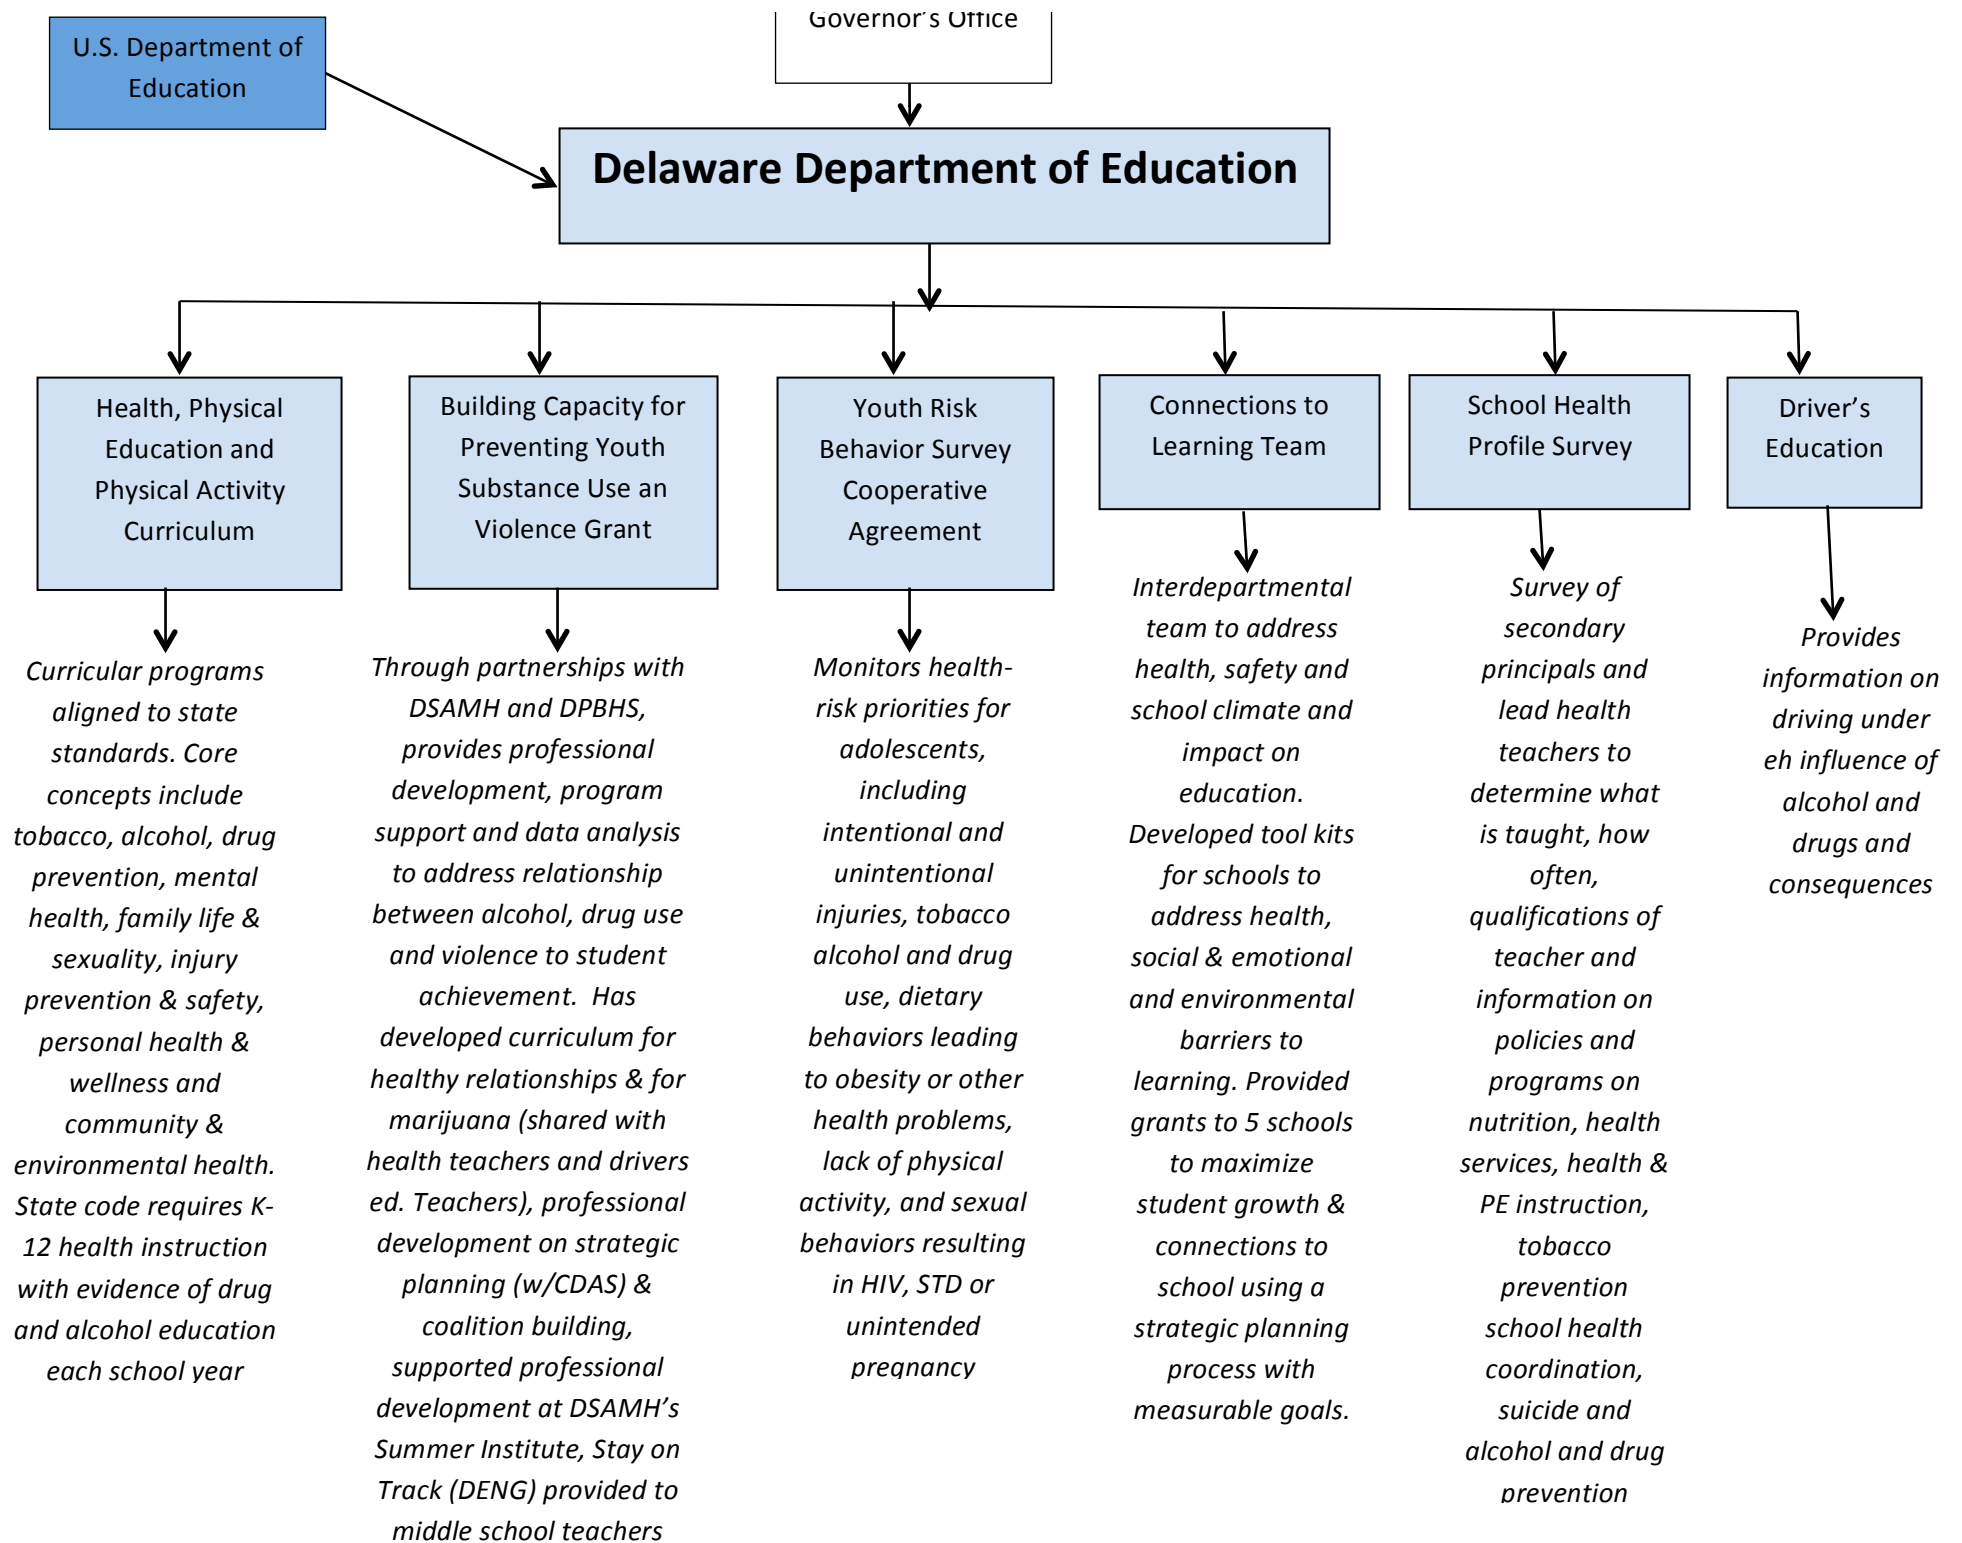 Governor's Office
U.S. Department of
Education
Delaware Department of Education
Health, Physical
Education and
Physical Activity
Curriculum
Building Capacity for
Preventing Youth
Substance Use an
Violence Grant
Youth Risk
Behavior Survey
Cooperative
Agreement
Connections to
Learning Team
School Health
Profile Survey
Driver's
Education
Curricular programs
aligned to state
standards. Core
concepts include
tobacco, alcohol, drug
prevention, mental
health, family life &
sexuality, injury
prevention & safety,
personal health &
wellness and
community &
environmental health.
State code requires K-
12 health instruction
with evidence of drug
and alcohol education
each school year
Through partnerships with
DSAMH and DPBHS,
provides professional
development, program
support and data analysis
to address relationship
between alcohol, drug use
and violence to student
achievement.  Has
developed curriculum for
healthy relationships & for
marijuana (shared with
health teachers and drivers
ed. Teachers), professional
development on strategic
planning (w/CDAS) &
coalition building,
supported professional
development at DSAMH's
Summer Institute, Stay on
Track (DENG) provided to
middle school teachers
Monitors health-
risk priorities for
adolescents,
including
intentional and
unintentional
injuries, tobacco
alcohol and drug
use, dietary
behaviors leading
to obesity or other
health problems,
lack of physical
activity, and sexual
behaviors resulting
in HIV, STD or
unintended
pregnancy
Interdepartmental
team to address
health, safety and
school climate and
impact on
education.
Developed tool kits
for schools to
address health,
social & emotional
and environmental
barriers to
learning. Provided
grants to 5 schools
to maximize
student growth &
connections to
school using a
strategic planning
process with
measurable goals.
Survey of
secondary
principals and
lead health
teachers to
determine what
is taught, how
often,
qualifications of
teacher and
information on
policies and
programs on
nutrition, health
services, health &
PE instruction,
tobacco
prevention
school health
coordination,
suicide and
alcohol and drug
prevention
Provides
information on
driving under
eh influence of
alcohol and
drugs and
consequences